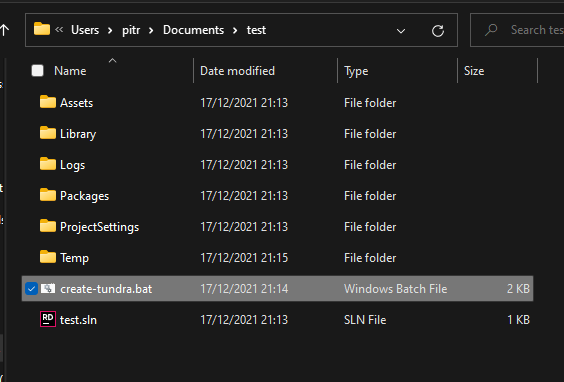 « Users › pitr › Documents › test
Search tes
Name Date modified Type Size
Assets 17/12/2021 21:13 File folder
Library 17/12/2021 21:13 File folder
Logs 17/12/2021 21:13 File folder
Packages 17/12/2021 21:13 File folder
ProjectSettings 17/12/2021 21:13 File folder
Temp 17/12/2021 21:15 File folder
create-tundra.bat 17/12/2021 21:14 Windows Batch File 2 KB
RD test.sln 17/12/2021 21:13 SLN File 1 KB